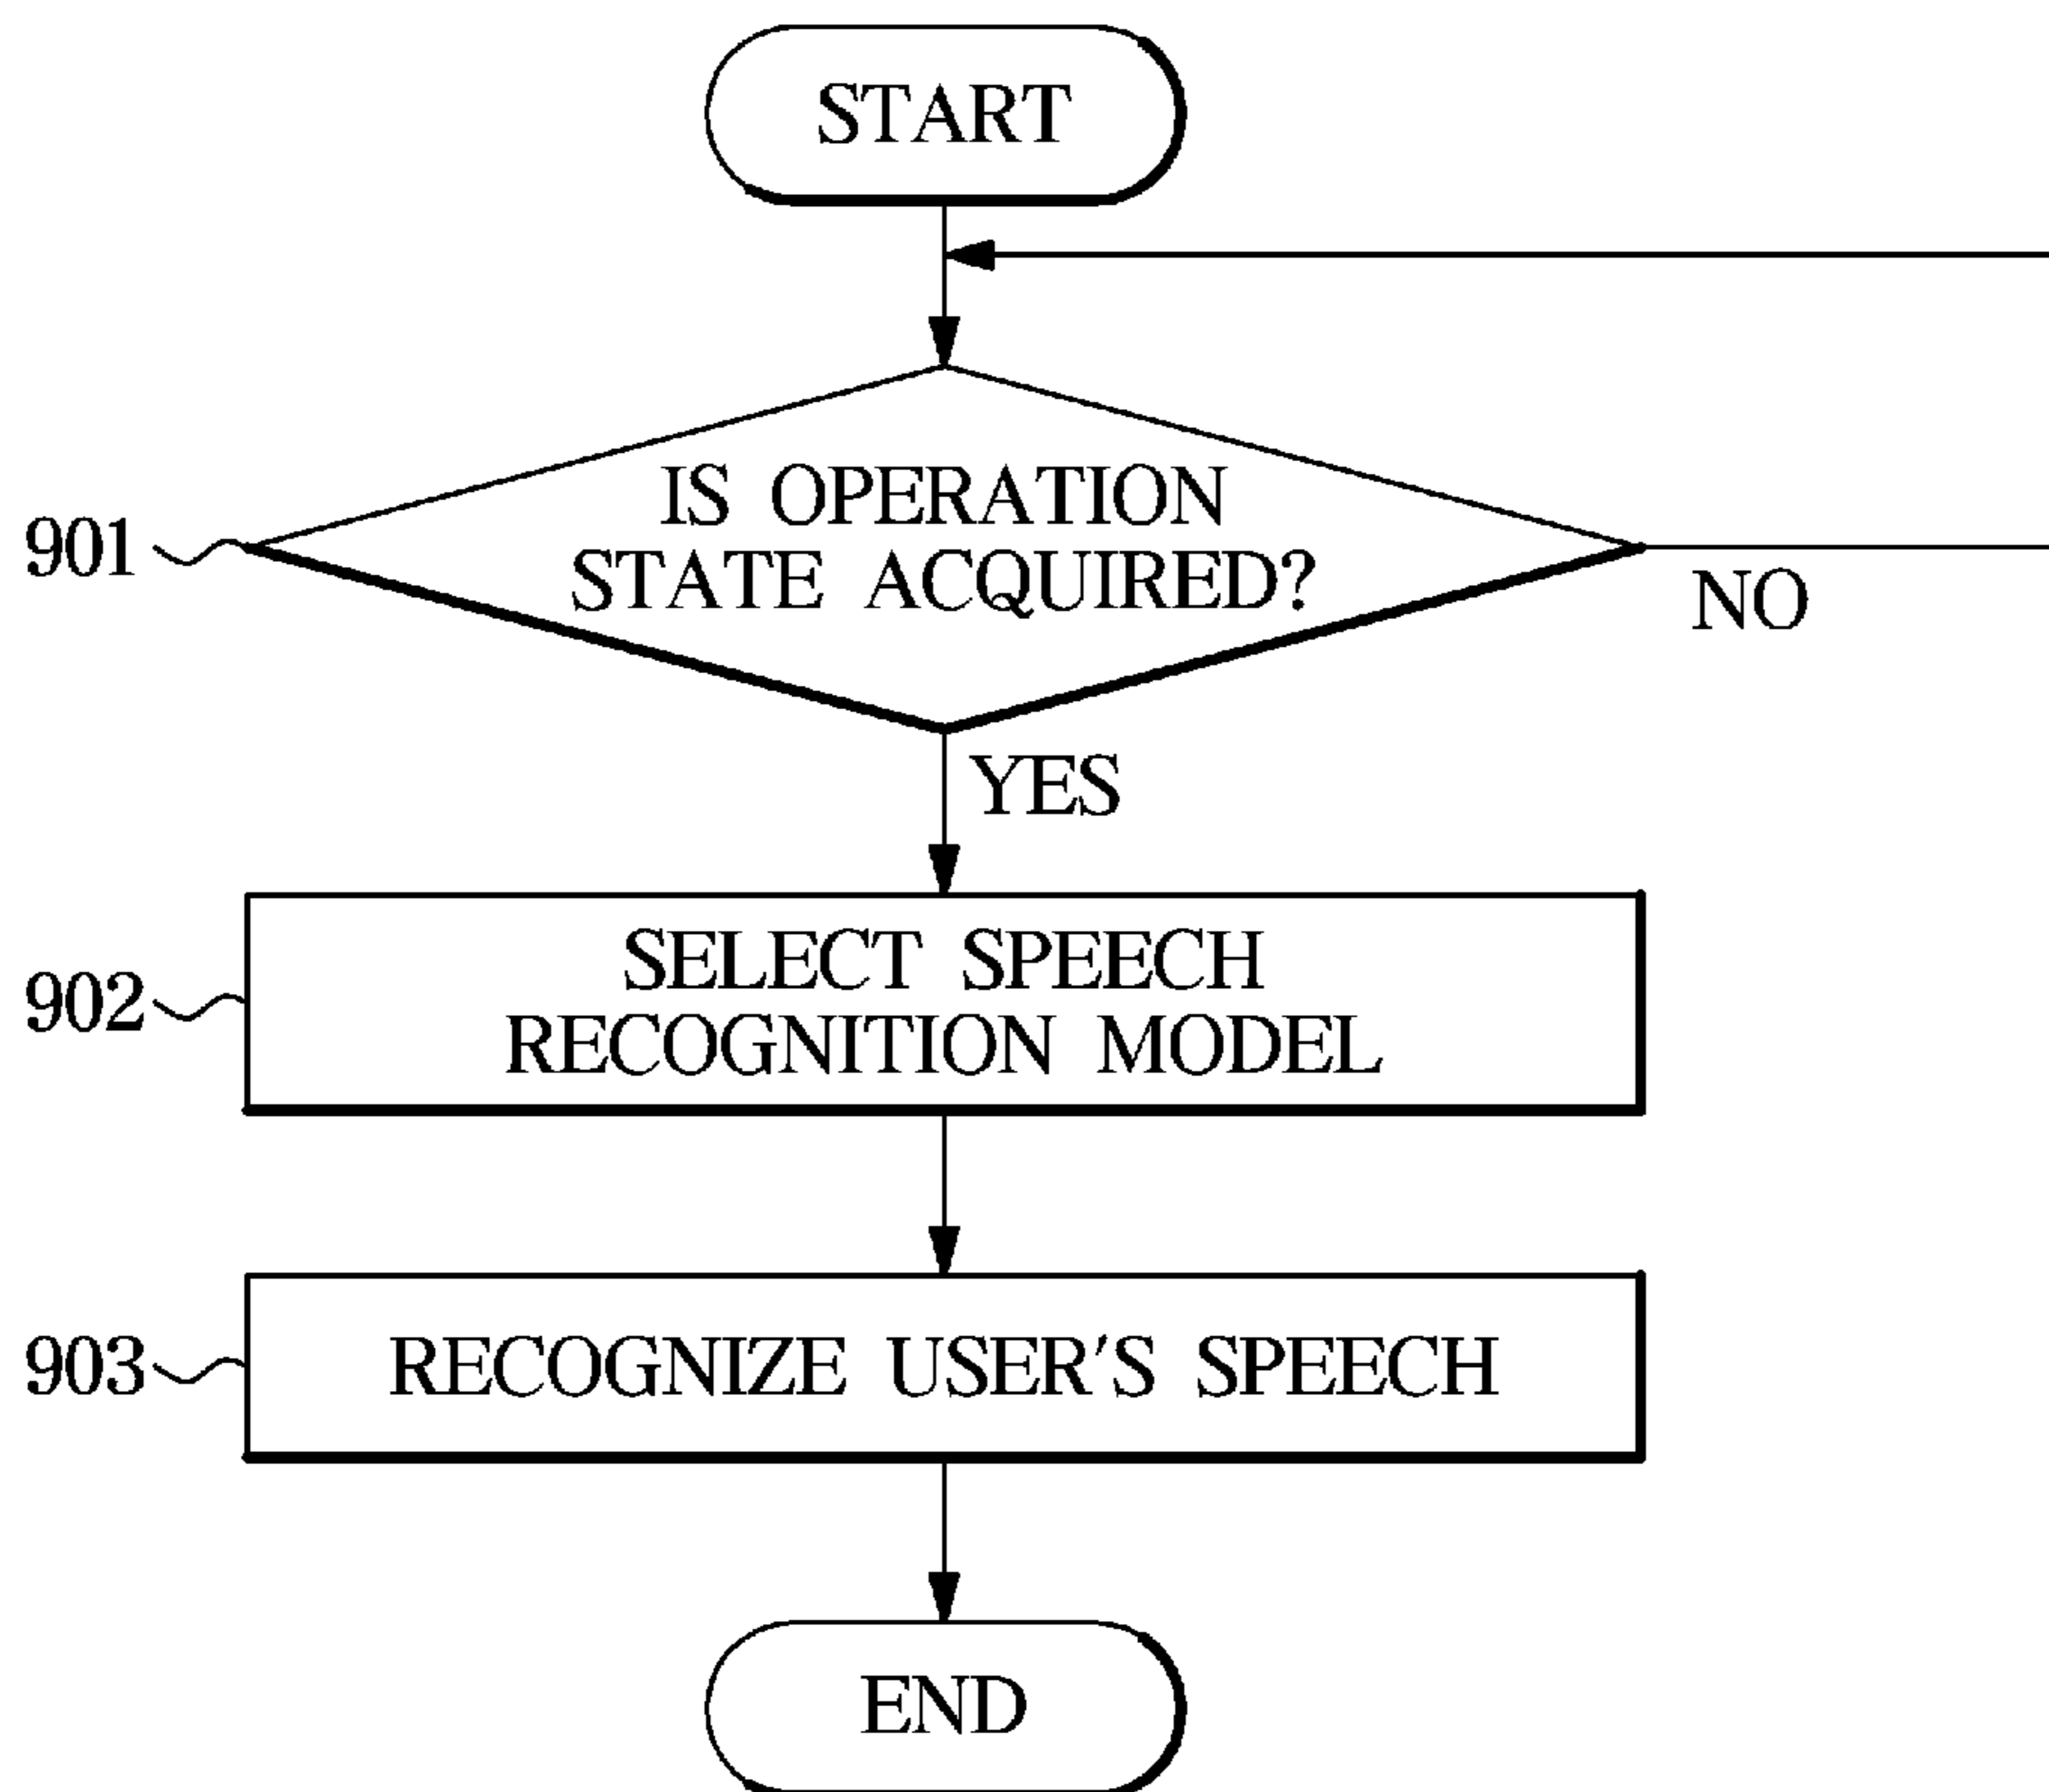 START
IS OPERATION
STATE ACQUIRED?
901
NO
YES
SELECT SPEECH
RECOGNITION MODEL
902
RECOGNIZE USER'S SPEECH
903
END